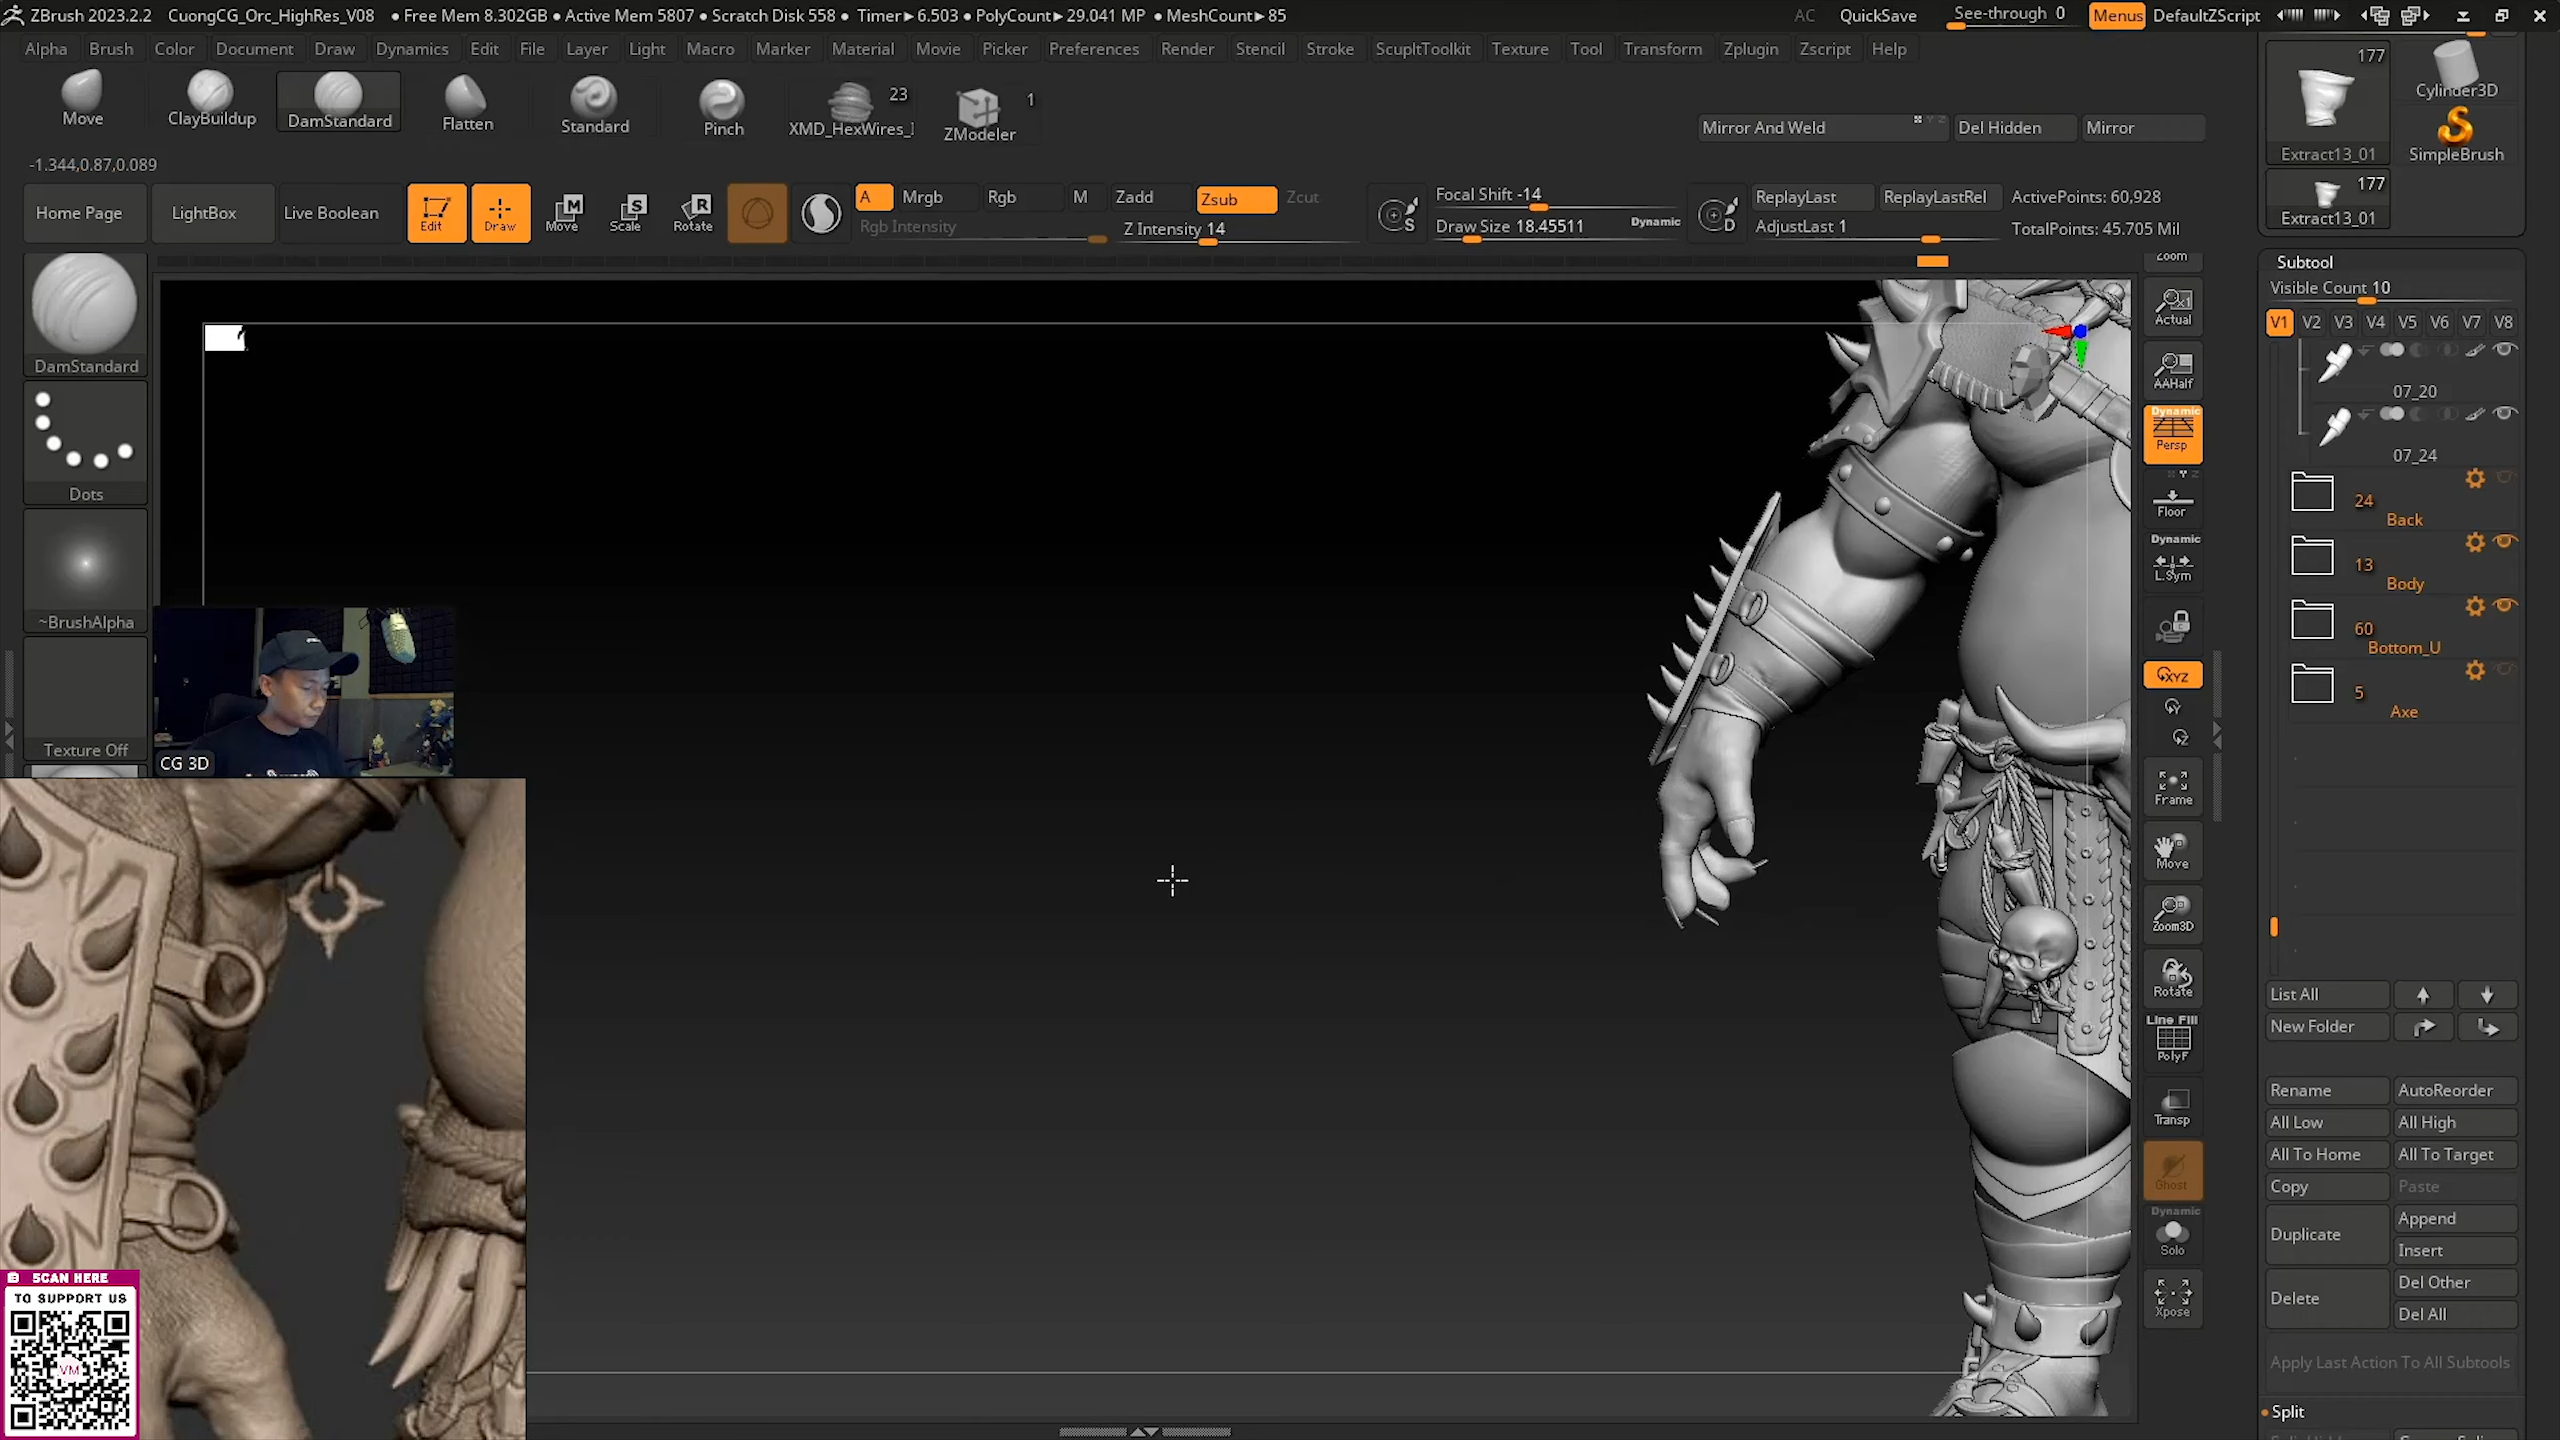 ZBrush 2023.2.2 CuongCG_Orc_HighRes_V08 • Free Mem 8.302GB • Active Mem 5807 • Scratch Disk 558 • Timer▸6.503 • PolyCount▸29.041 MP • MeshCount▸85
AC QuickSave See-through 0 Menus DefaultZScript
Alpha Brush Color Document Draw Dynamics Edit File Layer Light Macro Marker Material Movie Picker Preferences Render Stencil Stroke ScupltToolkit Texture Tool Transform Zplugin Zscript Help
Move ClayBuildup DamStandard Flatten Standard Pinch 23 XMD_HexWires_ 1 ZModeler
Mirror And Weld Del Hidden Mirror
177 Extract13_01
Cylinder3D
SimpleBrush
177 Extract13_01
-1.344,0.87,0.089
Home Page LightBox Live Boolean Edit Draw Move Scale Rotate
A Mrgb Rgb M Zadd Zsub Zcut
Rgb Intensity Z Intensity 14
Focal Shift -14
Draw Size 18.45511 Dynamic
ReplayLast ReplayLastRel
AdjustLast 1
ActivePoints: 60,928
TotalPoints: 45.705 Mil
DamStandard
Dots
~BrushAlpha
Texture Off
CG 3D
SCAN HERE
TO SUPPORT US
VM
Zoom
Actual
AAHalf
Dynamic
Persp
Floor
Dynamic
L.Sym
XYZ
Frame
Move
Zoom3D
Rotate
Line Fill
PolyF
Transp
Ghost
Dynamic
Solo
Xpose
Subtool
Visible Count 10
V1 V2 V3 V4 V5 V6 V7 V8
07_20
07_24
24 Back
13 Body
60 Bottom_U
5 Axe
List All
New Folder
Rename AutoReorder
All Low All High
All To Home All To Target
Copy Paste
Duplicate Append
Insert
Delete Del Other
Del All
Apply Last Action To All Subtools
Split